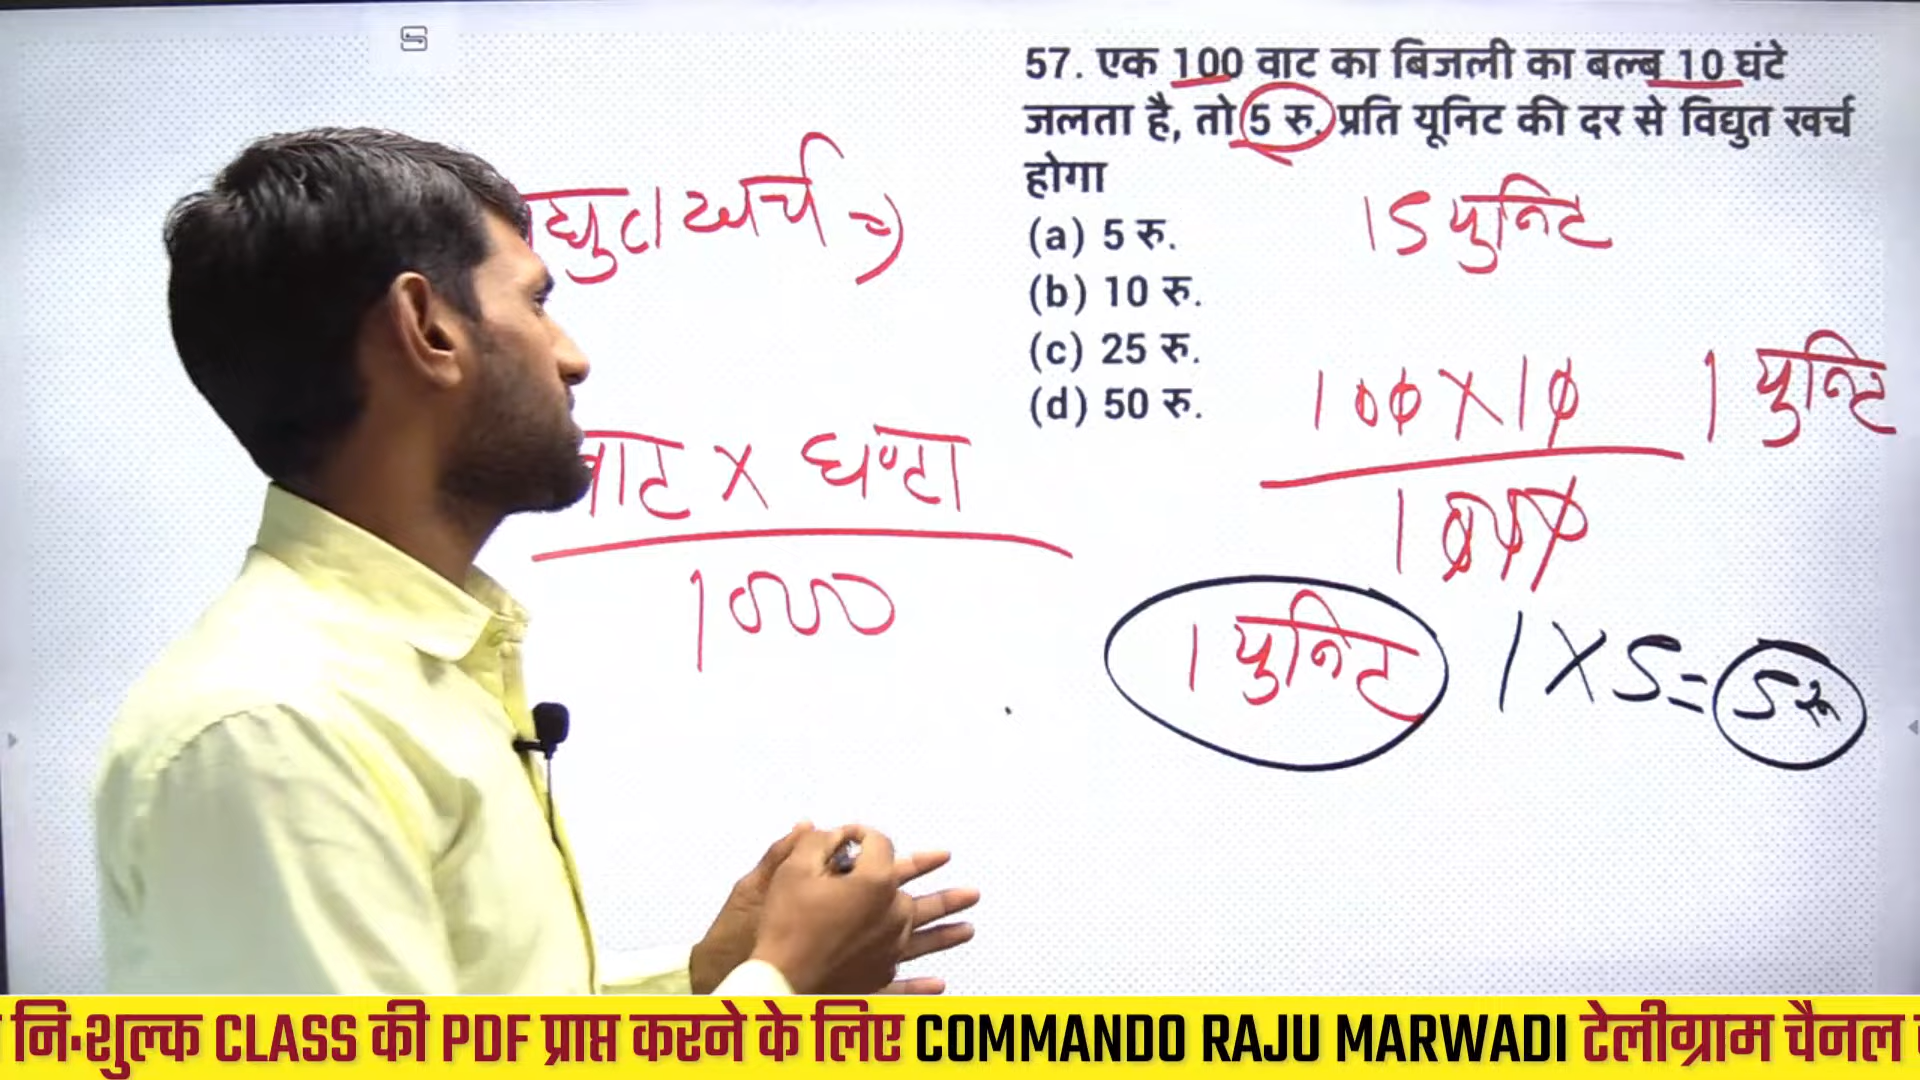 57. एक 100 वाट का बिजली का बल्ब 10 घंटे
जलता है, तो 5 रु. प्रति यूनिट की दर से विद्युत खर्च
होगा
(a) 5 रु.
(b) 10 रु.
(c) 25 रु.
(d) 50 रु.
खर्च
15 युनिट
वाट × घण्टा
1000
100 × 10
1000
1 युनिट
1 युनिट
1 × 5 = 5 रु
नि:शुल्क CLASS की PDF प्राप्त करने के लिए COMMANDO RAJU MARWADI टेलीग्राम चैनल